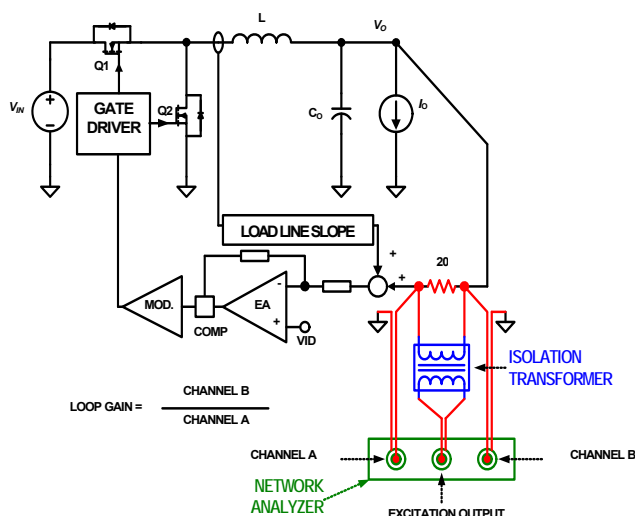 L
VO
Q1
VIN
+
−
GATE DRIVER
Q2
CO
IO
LOAD LINE SLOPE
+
+
20
MOD.
COMP
EA
-
+
VID
ISOLATION
TRANSFORMER
LOOP GAIN =
CHANNEL B
CHANNEL A
CHANNEL A
CHANNEL B
NETWORK
ANALYZER
EXCITATION OUTPUT